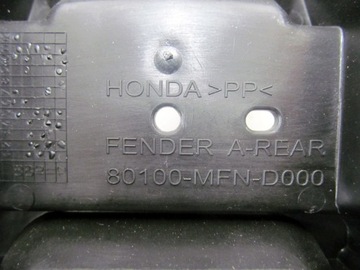 HONDA >PP<
FENDER A-REAR
80100-MFN-D000